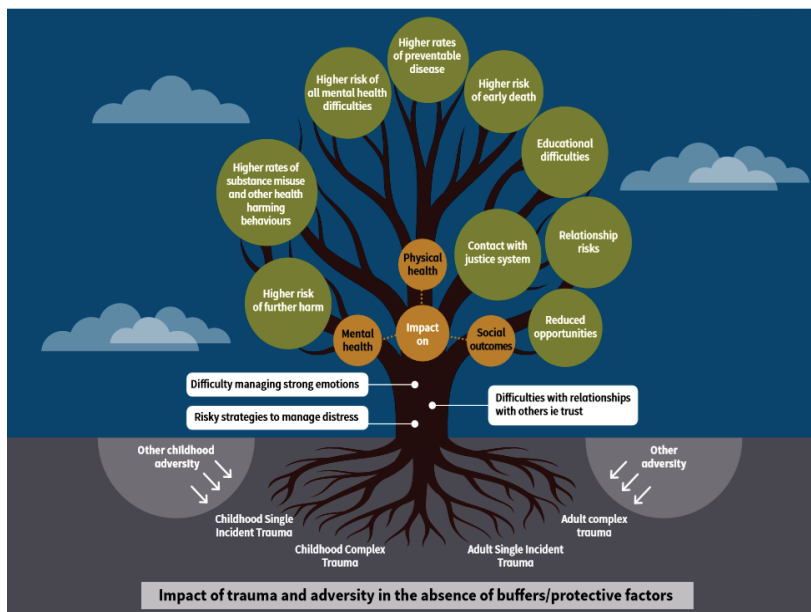 Higher rates
of preventable
disease
Higher risk of
all mental health
difficulties
Higher risk
of early death
Educational
difficulties
Higher rates of
substance misuse
and other health
harming
behaviours
Relationship
risks
Contact with
justice system
Physical
health
Higher risk
of further harm
Mental
health
Impact
on
Social
outcomes
Reduced
opportunities
Difficulty managing strong emotions
Risky strategies to manage distress
Difficulties with relationships
with others ie trust
Other childhood
adversity
Other
adversity
Childhood Single
Incident Trauma
Childhood Complex
Trauma
Adult Single Incident
Trauma
Adult complex
trauma
Impact of trauma and adversity in the absence of buffers/protective factors